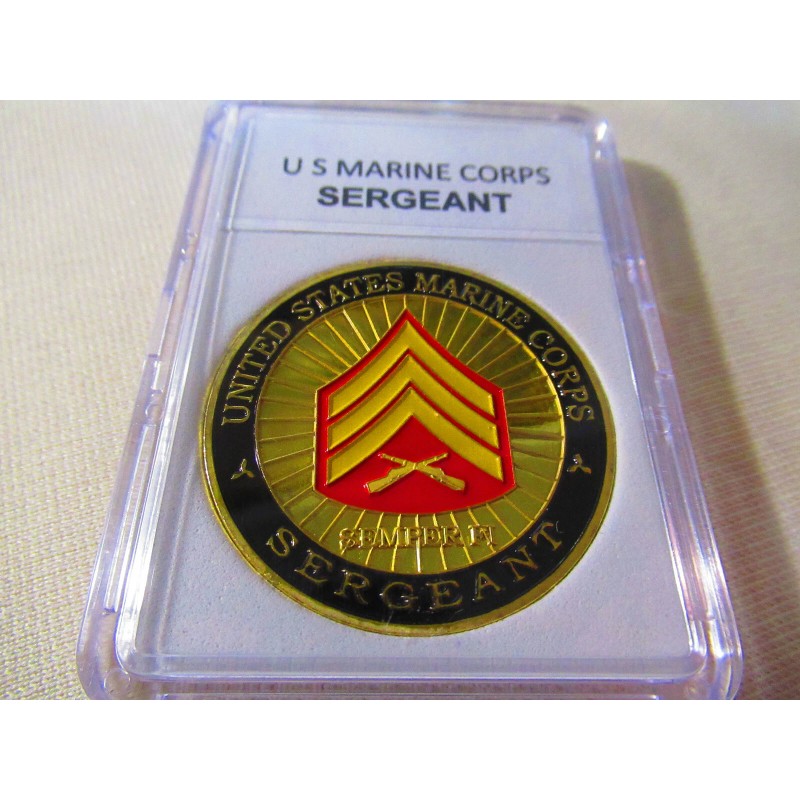 U S MARINE CORPS
SERGEANT
UNITED STATES MARINE CORPS
SEMPER FI
SERGEANT